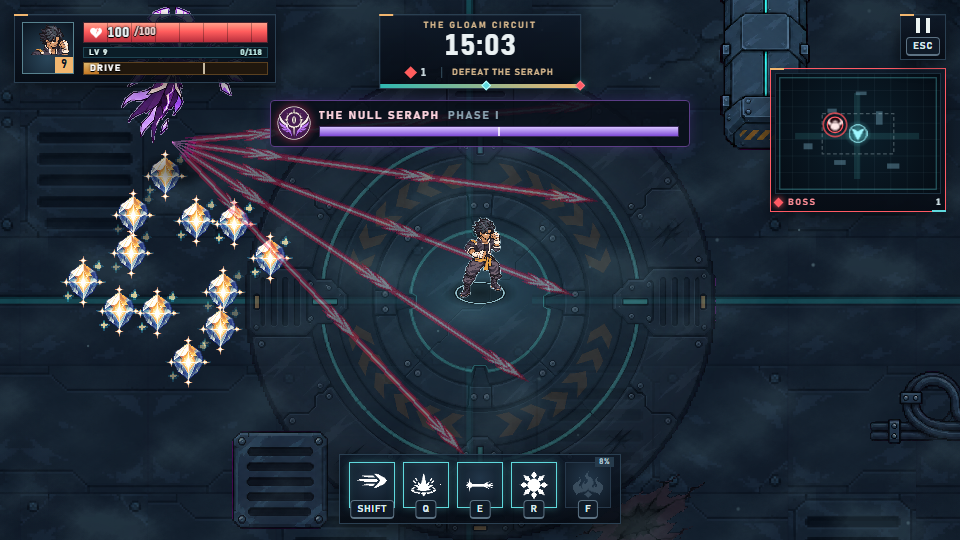 100/100
LV 9
0/118
9
DRIVE
THE GLOAM CIRCUIT
15:03
1
DEFEAT THE SERAPH
ESC
THE NULL SERAPH PHASE I
0
BOSS
1
8%
SHIFT
Q
E
R
F